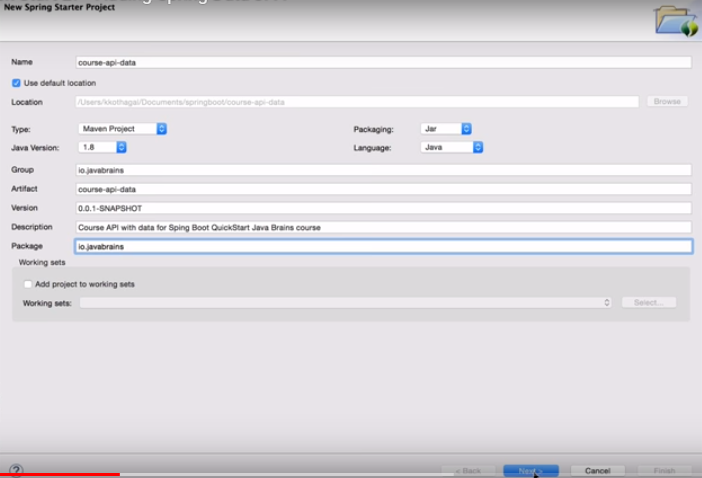 New Spring Starter Project
Name course-api-data
Use default location
Location /Users/kkothagal/Documents/springboot/course-api-data Browse
Type: Maven Project Packaging: Jar
Java Version: 1.8 Language: Java
Group io.javabrains
Artifact course-api-data
Version 0.0.1-SNAPSHOT
Description Course API with data for Sping Boot QuickStart Java Brains course
Package io.javabrains
Working sets
Add project to working sets
Working sets: Select...
? < Back Next > Cancel Finish